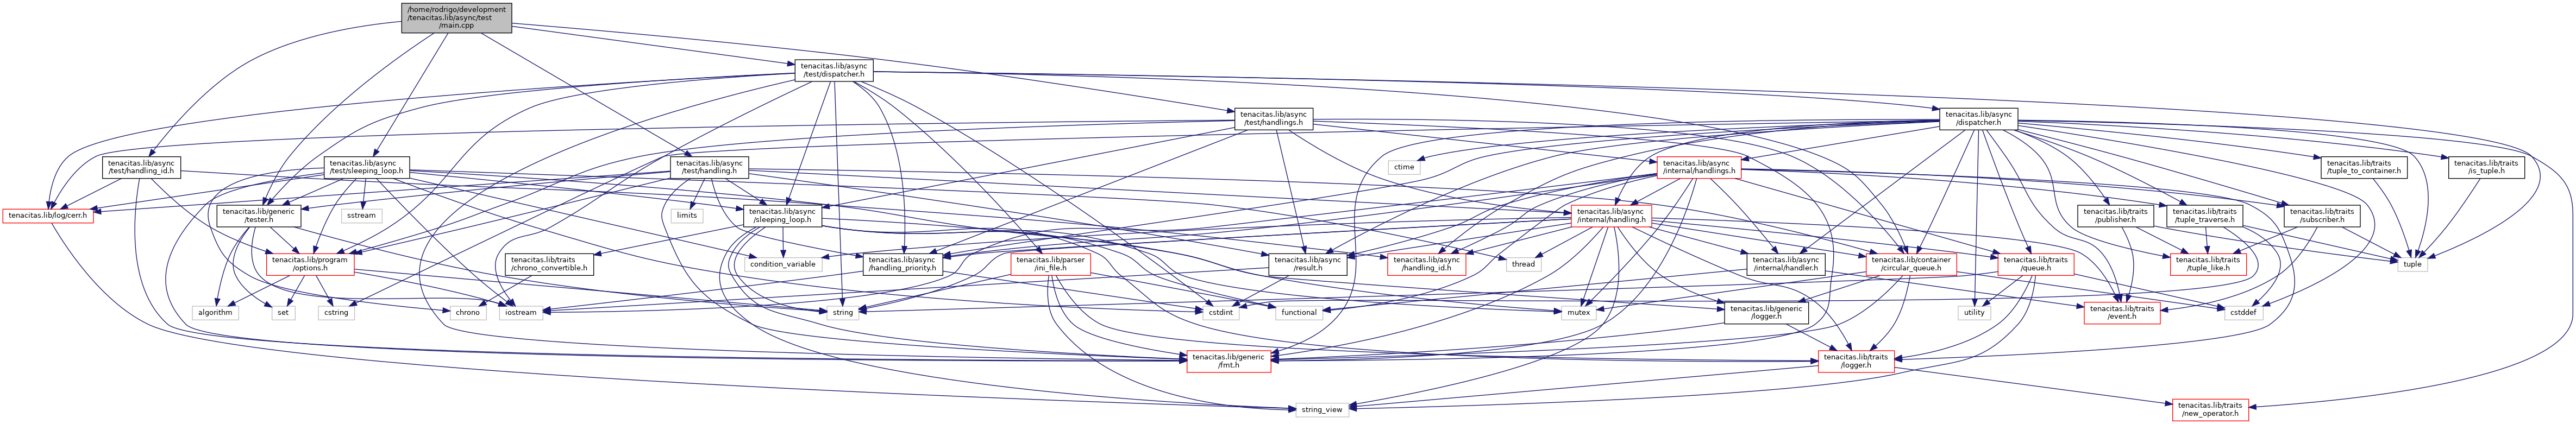 /home/rodrigo/development
/tenacitas.lib/async/test
/main.cpp
tenacitas.lib/async
/test/dispatcher.h
tenacitas.lib/async
/test/handlings.h
tenacitas.lib/async
/dispatcher.h
tenacitas.lib/async
/test/handling_id.h
tenacitas.lib/async
/test/sleeping_loop.h
tenacitas.lib/async
/test/handling.h
ctime
tenacitas.lib/async
/internal/handlings.h
tenacitas.lib/traits
/tuple_to_container.h
tenacitas.lib/traits
/is_tuple.h
tenacitas.lib/log/cerr.h
tenacitas.lib/generic
/tester.h
sstream
limits
tenacitas.lib/async
/sleeping_loop.h
tenacitas.lib/async
/internal/handling.h
tenacitas.lib/traits
/publisher.h
tenacitas.lib/traits
/tuple_traverse.h
tenacitas.lib/traits
/subscriber.h
tenacitas.lib/program
/options.h
tenacitas.lib/traits
/chrono_convertible.h
condition_variable
tenacitas.lib/async
/handling_priority.h
tenacitas.lib/parser
/ini_file.h
tenacitas.lib/async
/result.h
tenacitas.lib/async
/handling_id.h
thread
tenacitas.lib/async
/internal/handler.h
tenacitas.lib/container
/circular_queue.h
tenacitas.lib/traits
/queue.h
tenacitas.lib/traits
/tuple_like.h
tuple
algorithm
set
cstring
chrono
iostream
string
cstdint
functional
mutex
tenacitas.lib/generic
/logger.h
utility
tenacitas.lib/traits
/event.h
cstddef
tenacitas.lib/generic
/fmt.h
tenacitas.lib/traits
/logger.h
string_view
tenacitas.lib/traits
/new_operator.h